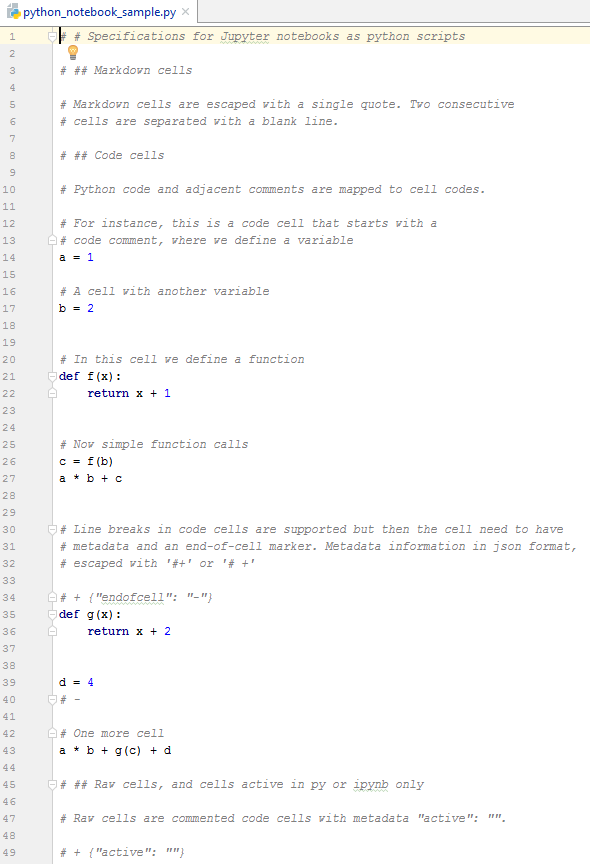 python_notebook_sample.py ×
1 # # Specifications for Jupyter notebooks as python scripts
2
3 # ## Markdown cells
4
5 # Markdown cells are escaped with a single quote. Two consecutive
6 # cells are separated with a blank line.
7
8 # ## Code cells
9
10 # Python code and adjacent comments are mapped to cell codes.
11
12 # For instance, this is a code cell that starts with a
13 # code comment, where we define a variable
14 a = 1
15
16 # A cell with another variable
17 b = 2
18
19
20 # In this cell we define a function
21 def f(x):
22     return x + 1
23
24
25 # Now simple function calls
26 c = f(b)
27 a * b + c
28
29
30 # Line breaks in code cells are supported but then the cell need to have
31 # metadata and an end-of-cell marker. Metadata information in json format,
32 # escaped with '#+' or '# +'
33
34 # + {"endofcell": "-"}
35 def g(x):
36     return x + 2
37
38
39 d = 4
40 # -
41
42 # One more cell
43 a * b + g(c) + d
44
45 # ## Raw cells, and cells active in py or ipynb only
46
47 # Raw cells are commented code cells with metadata "active": "".
48
49 # + {"active": ""}